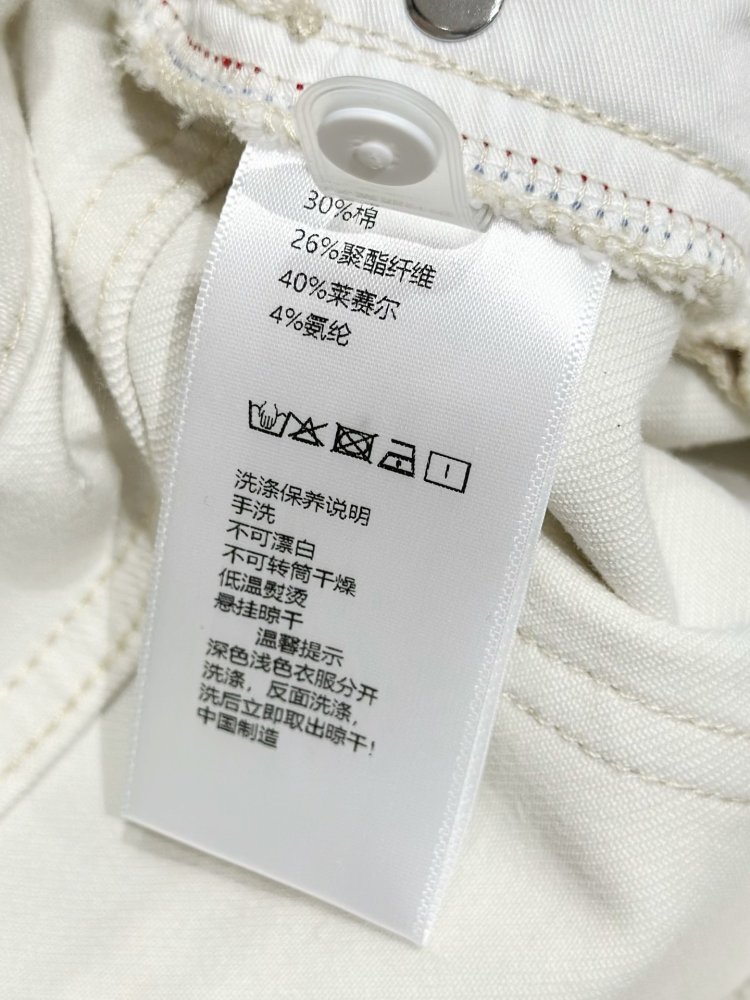 30%棉
26%聚酯纤维
40%莱赛尔
4%氨纶
洗涤保养说明
手洗
不可漂白
不可转筒干燥
低温熨烫
悬挂晾干
温馨提示
深色浅色衣服分开
洗涤，反面洗涤，
洗后立即取出晾干!
中国制造